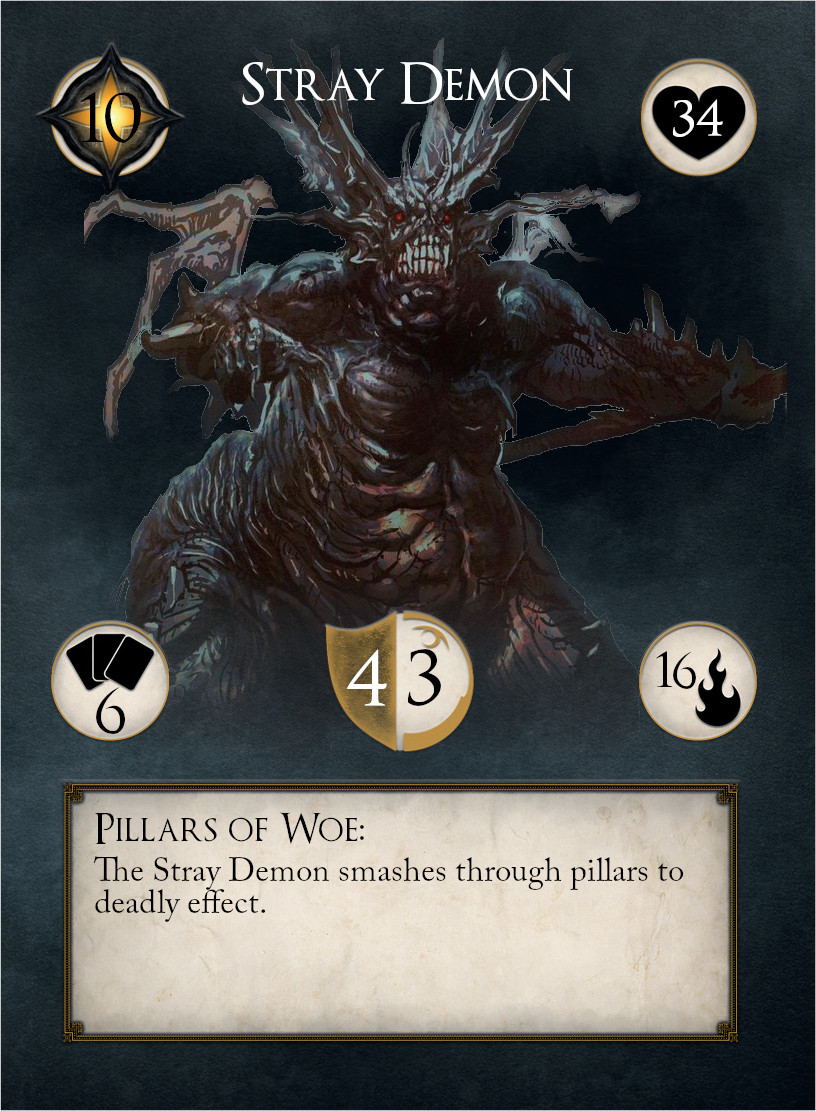 Stray Demon
10
34
6
4 3
16
Pillars of Woe:
The Stray Demon smashes through pillars to
deadly effect.